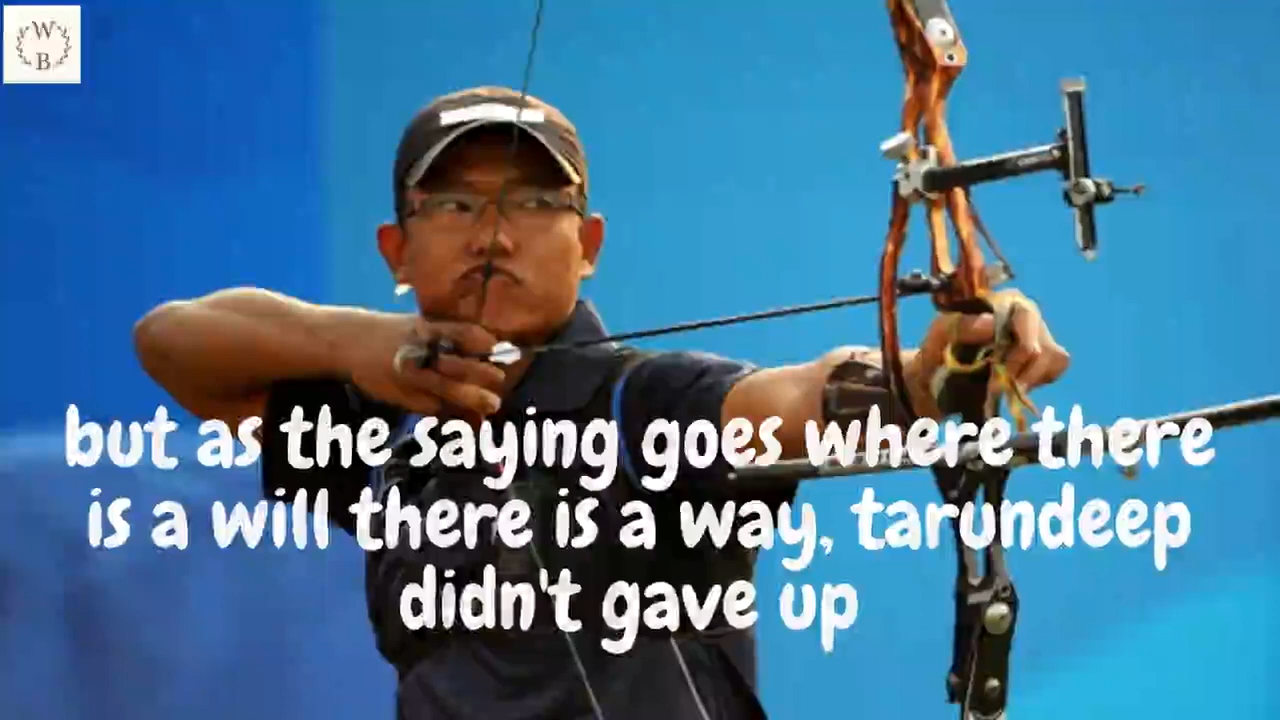 W
B
but as the saying goes where there
is a will there is a way, tarundeep
didn't gave up